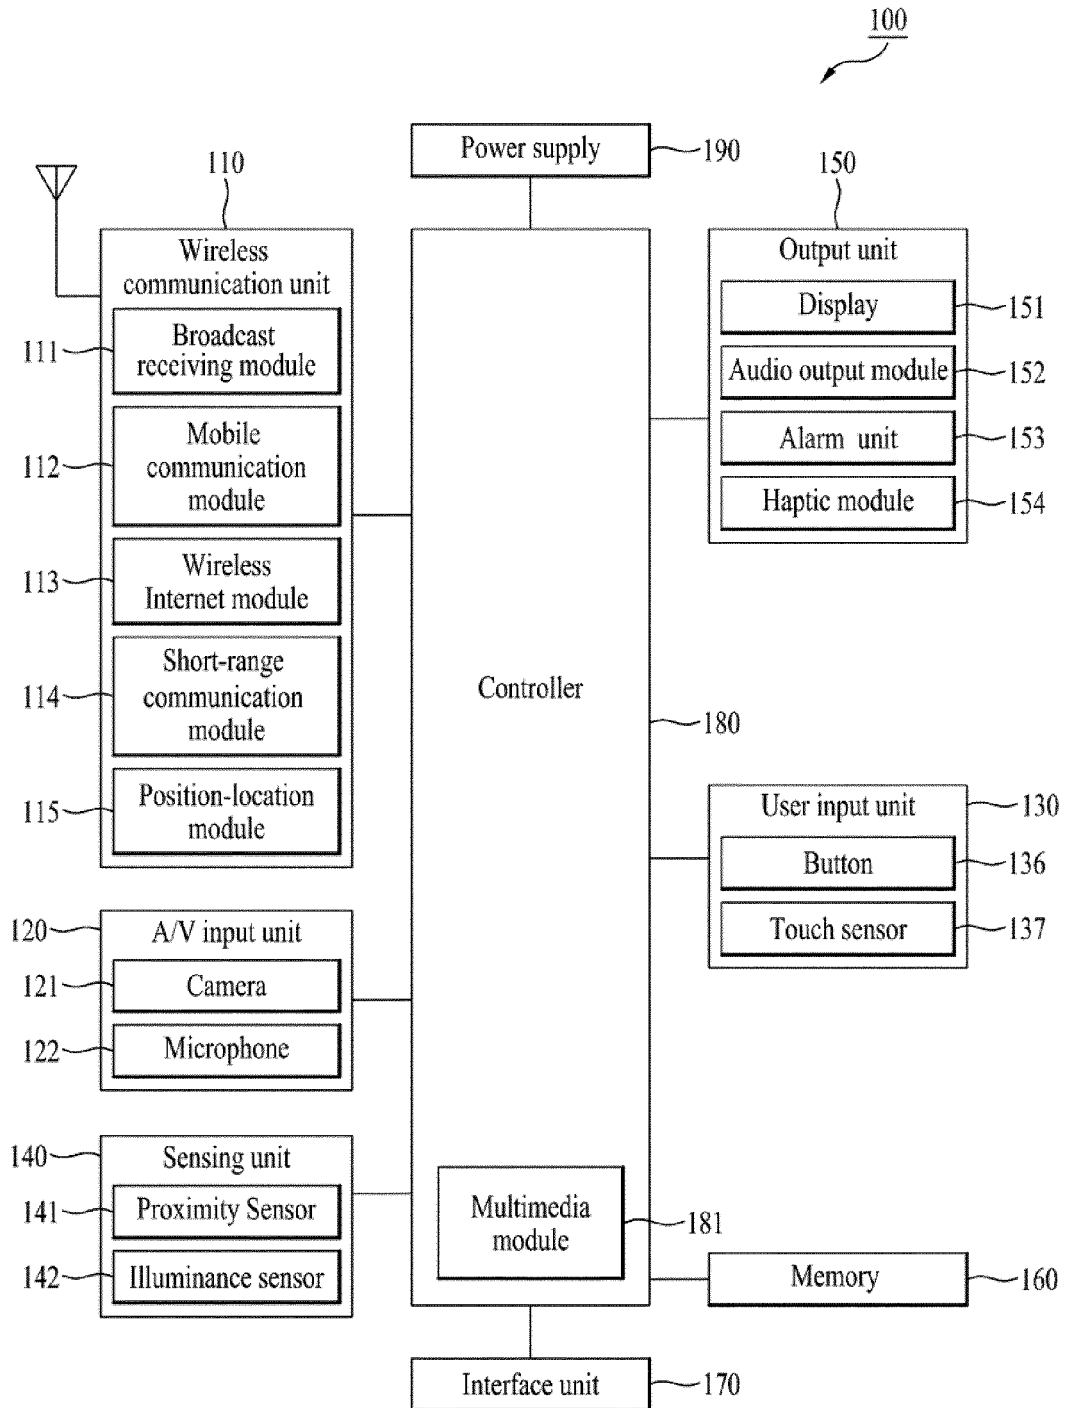 100
Power supply
190
110
Wireless
communication unit
111
Broadcast
receiving module
112
Mobile
communication
module
113
Wireless
Internet module
114
Short-range
communication
module
115
Position-location
module
120
A/V input unit
121
Camera
122
Microphone
140
Sensing unit
141
Proximity Sensor
142
Illuminance sensor
Controller
180
Multimedia
module
181
150
Output unit
Display
151
Audio output module
152
Alarm unit
153
Haptic module
154
User input unit
130
Button
136
Touch sensor
137
Memory
160
Interface unit
170